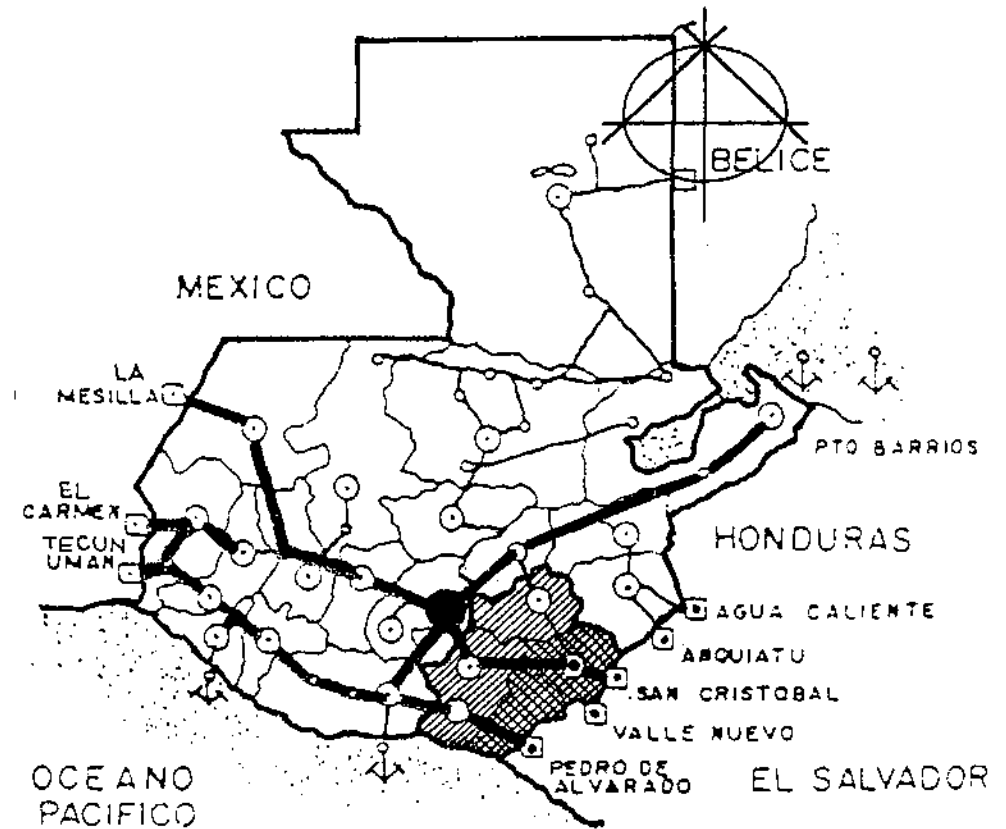 BELICE
MEXICO
LA
MESILLA
PTO BARRIOS
EL
CARMEN
TECUN
UMAN
HONDURAS
AGUA CALIENTE
ANQUIATU
SAN CRISTOBAL
VALLE NUEVO
PEDRO DE
ALVARADO
EL SALVADOR
OCEANO
PACIFICO